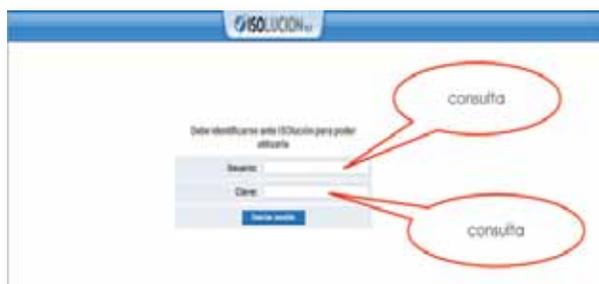 ISOLUCION
consulta
Debe identificarse ante ISOlución para poder
utilizarla
Usuario:
Clave:
Iniciar sesión
consulta